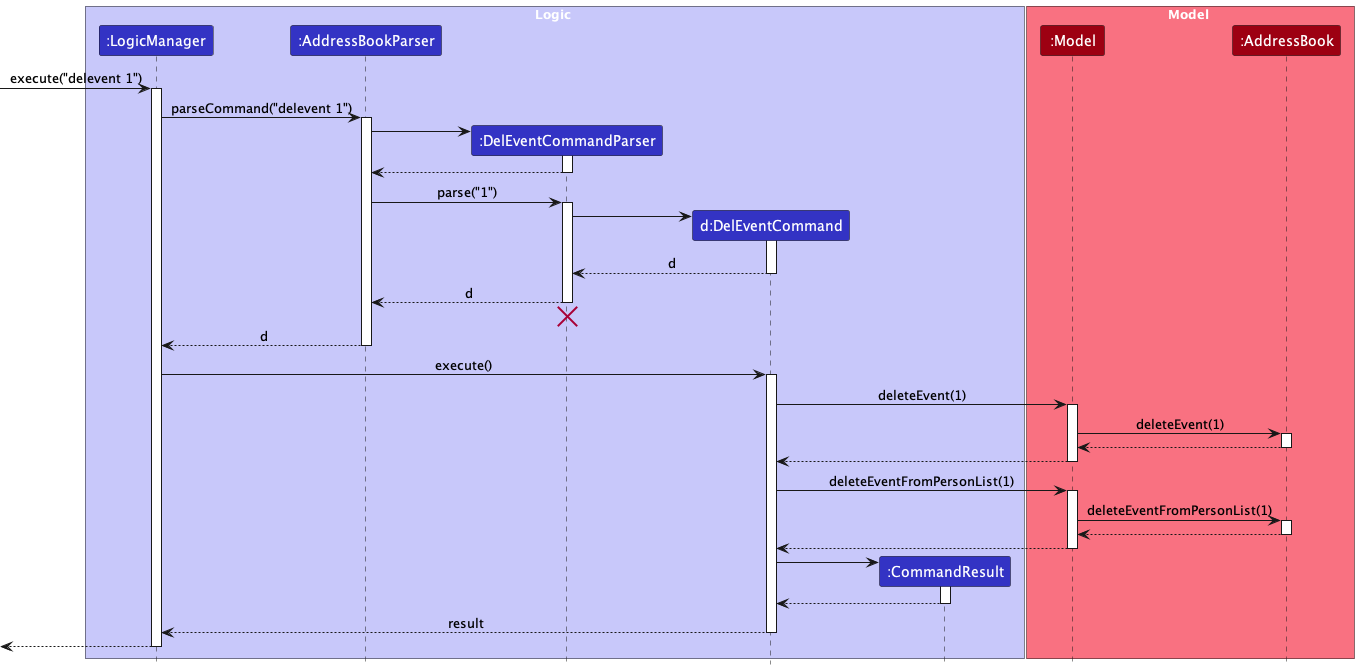 Logic
Model
:LogicManager
:AddressBookParser
:Model
:AddressBook
execute("delevent 1")
parseCommand("delevent 1")
:DelEventCommandParser
parse("1")
d:DelEventCommand
d
d
d
execute()
deleteEvent(1)
deleteEvent(1)
deleteEventFromPersonList(1)
deleteEventFromPersonList(1)
:CommandResult
result